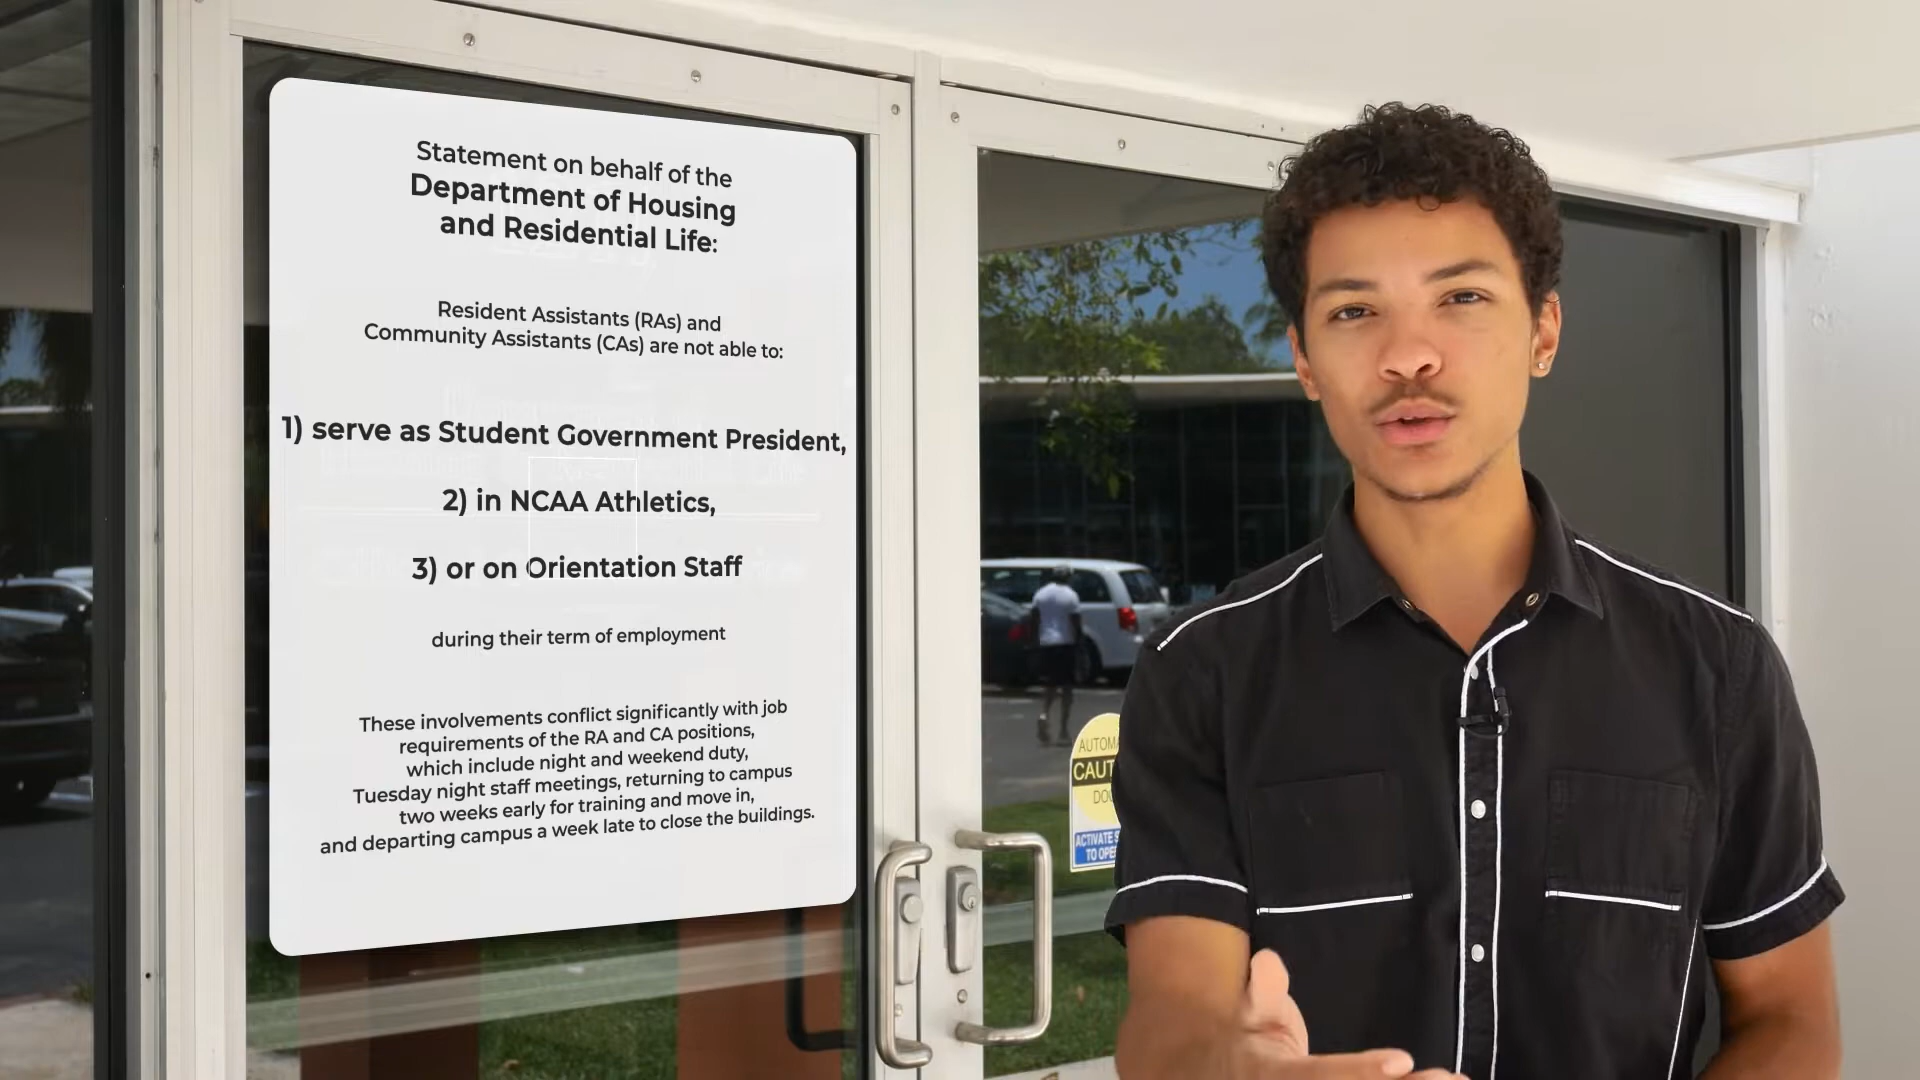 Statement on behalf of the
Department of Housing
and Residential Life:
Resident Assistants (RAs) and
Community Assistants (CAs) are not able to:
1) serve as Student Government President,
2) in NCAA Athletics,
3) or on Orientation Staff
during their term of employment
These involvements conflict significantly with job
requirements of the RA and CA positions,
which include night and weekend duty,
Tuesday night staff meetings, returning to campus
two weeks early for training and move in,
and departing campus a week late to close the buildings.
AUTOMA
CAUT
DOO
ACTIVATE S
TO OPE